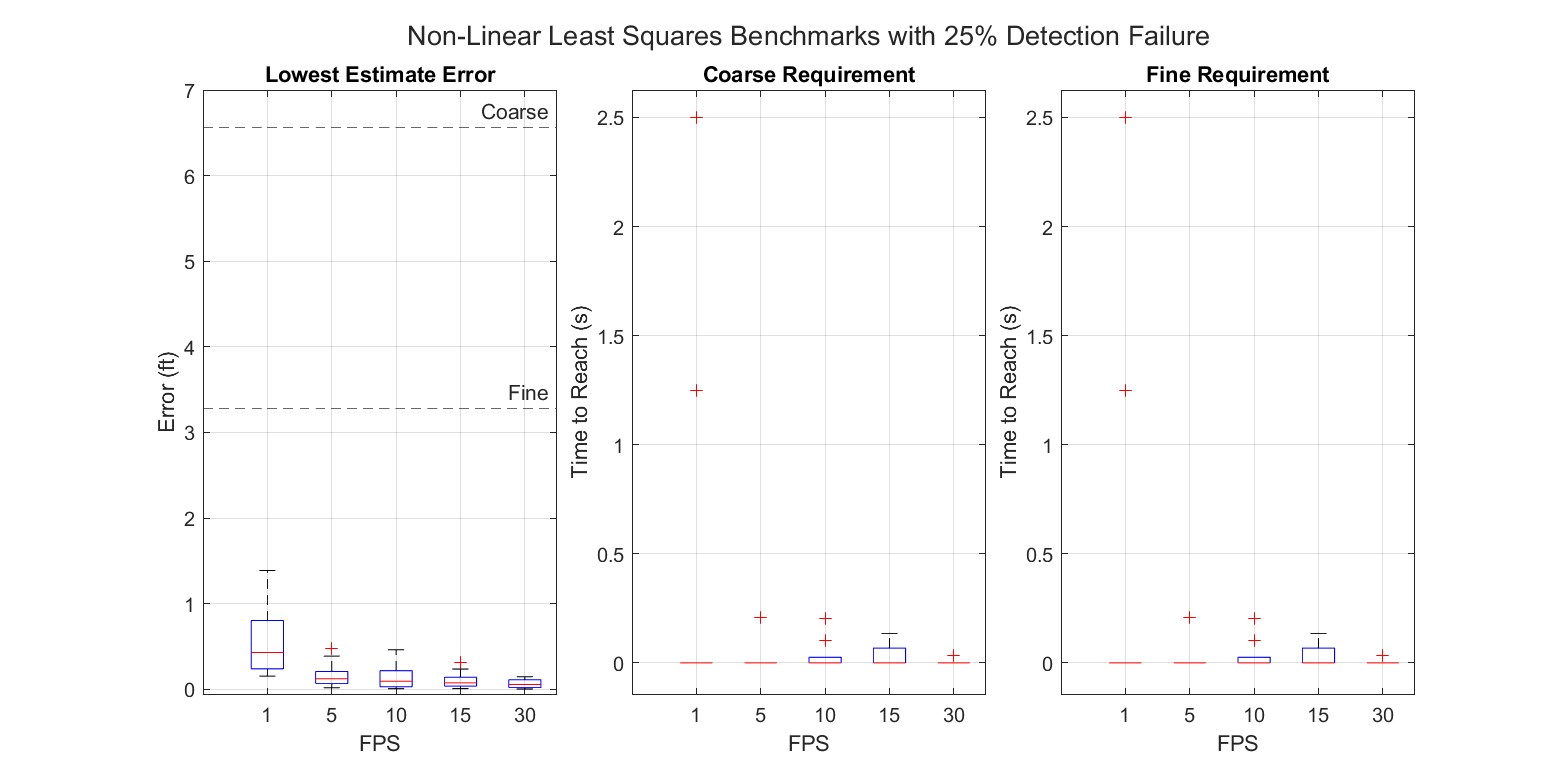 Non-Linear Least Squares Benchmarks with 25% Detection Failure
Lowest Estimate Error
7
6
5
4
3
2
1
0
Error (ft)
Coarse
Fine
1 5 10 15 30
FPS
Coarse Requirement
2.5
2
1.5
1
0.5
0
Time to Reach (s)
1 5 10 15 30
FPS
Fine Requirement
2.5
2
1.5
1
0.5
0
Time to Reach (s)
1 5 10 15 30
FPS